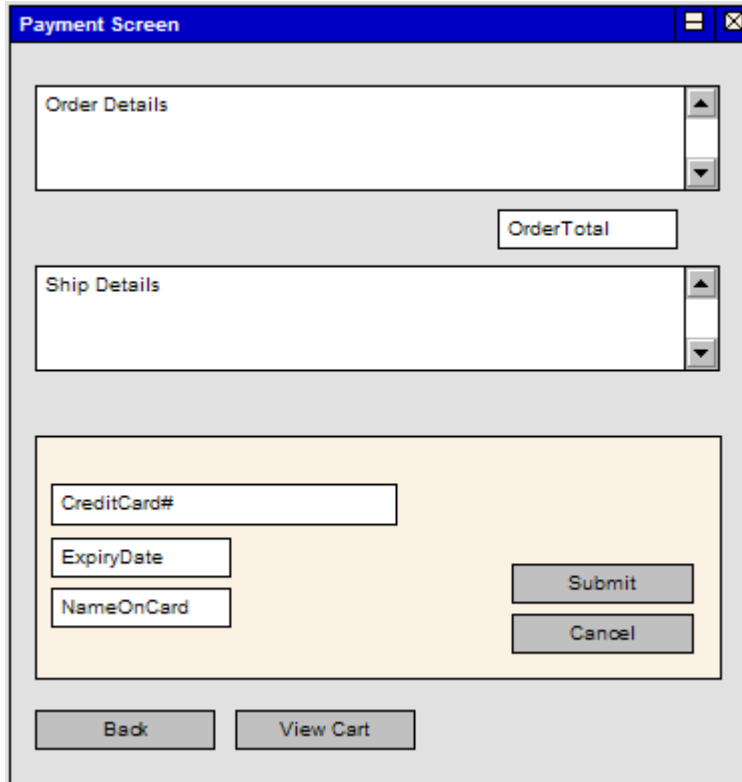 Payment Screen
Order Details
OrderTotal
Ship Details
CreditCard#
ExpiryDate
NameOnCard
Submit
Cancel
Back
View Cart